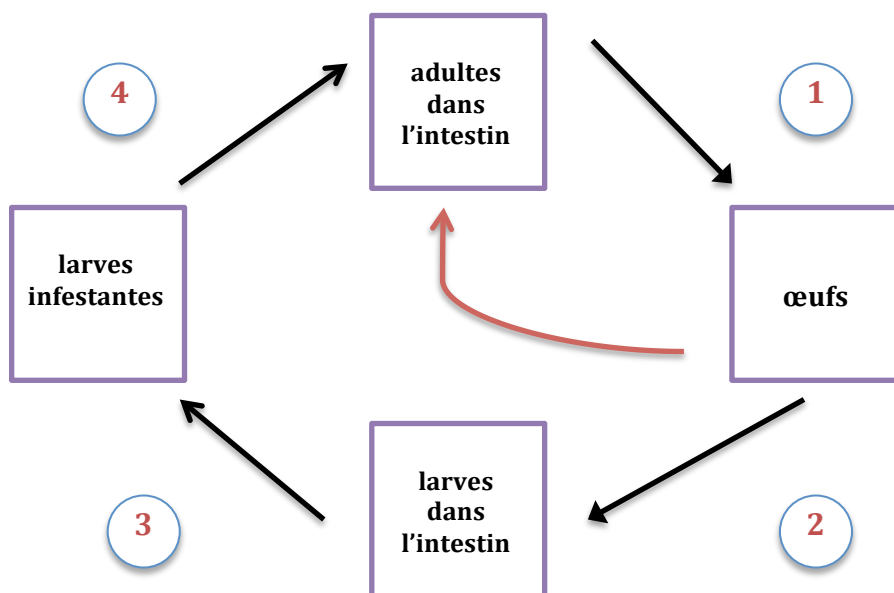 adultes
dans
l’intestin
4
1
larves
infestantes
œufs
larves
dans
l’intestin
3
2